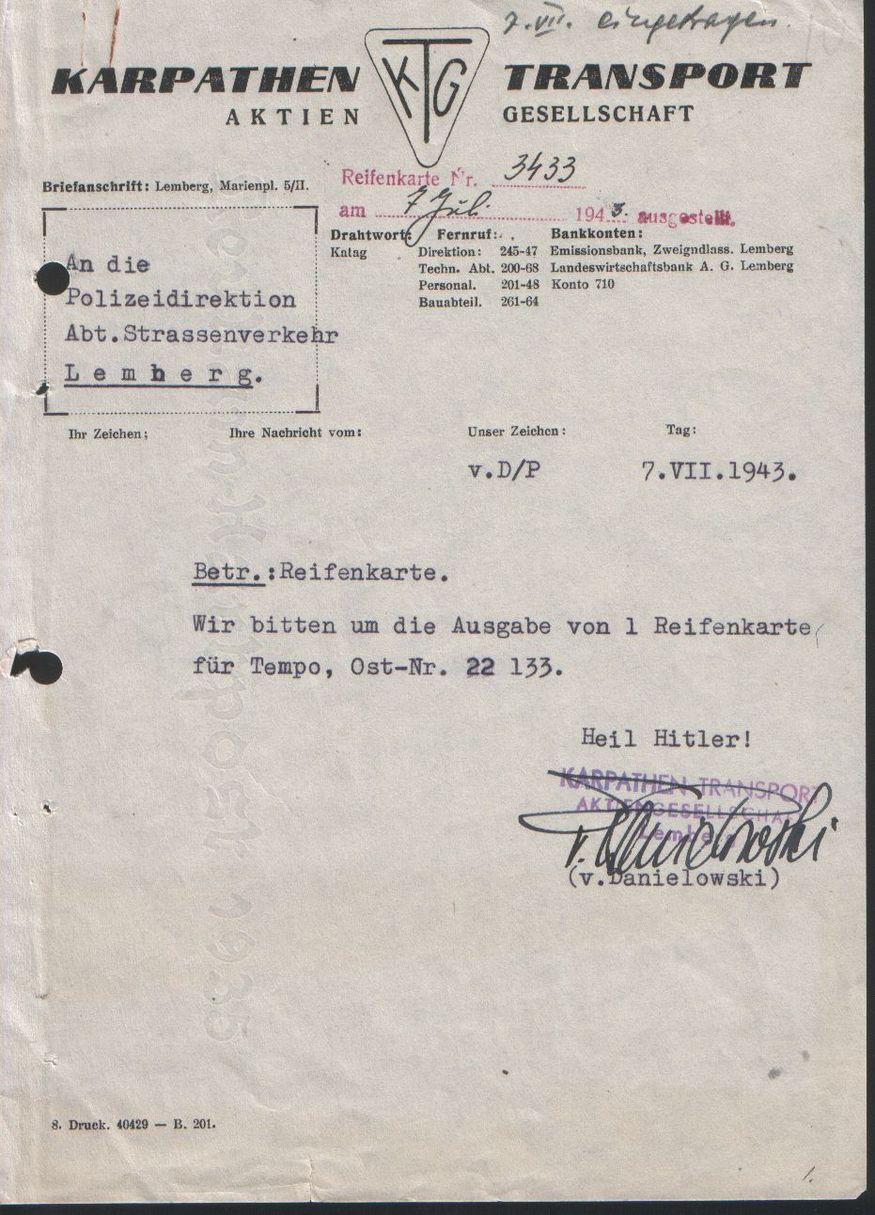 7.VII. eingetragen.
KARPATHEN KTG TRANSPORT
AKTIEN GESELLSCHAFT
Briefanschrift: Lemberg, Marienpl. 5/II.
Reifenkarte Nr. 3433
am 7 Jul. 1943. ausgestellt.
Drahtwort: Fernruf: Bankkonten:
Katag Direktion: 245-47 Emissionsbank, Zweigndlass. Lemberg
Techn. Abt. 200-68 Landeswirtschaftsbank A. G. Lemberg
Personal. 201-48 Konto 710
Bauabteil. 261-64
An die
Polizeidirektion
Abt.Strassenverkehr
Lemberg.
Ihr Zeichen; Ihre Nachricht vom: Unser Zeichen: Tag:
v.D/P 7.VII.1943.
Betr.:Reifenkarte.
Wir bitten um die Ausgabe von 1 Reifenkarte
für Tempo, Ost-Nr. 22 133.
Heil Hitler!
KARPATHEN-TRANSPORT
AKTIENGESELLSCHAFT
Lemberg
v. Danielowski
(v.Danielowski)
8. Druck. 40429 — B. 201.
1.